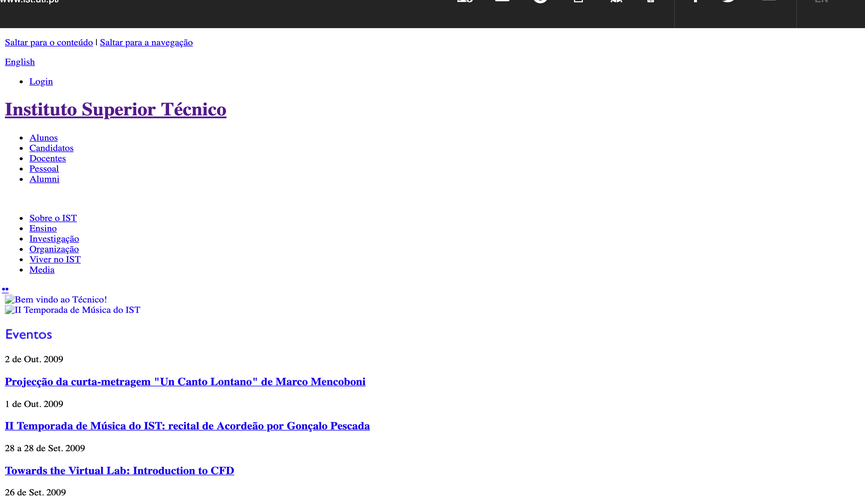 www.ist.utl.pt/
Saltar para o conteúdo | Saltar para a navegação
English
Login
Instituto Superior Técnico
Alunos
Candidatos
Docentes
Pessoal
Alumni
Sobre o IST
Ensino
Investigação
Organização
Viver no IST
Media
Bem vindo ao Técnico!
II Temporada de Música do IST
Eventos
2 de Out. 2009
Projecção da curta-metragem "Un Canto Lontano" de Marco Mencoboni
1 de Out. 2009
II Temporada de Música do IST: recital de Acordeão por Gonçalo Pescada
28 a 28 de Set. 2009
Towards the Virtual Lab: Introduction to CFD
26 de Set. 2009